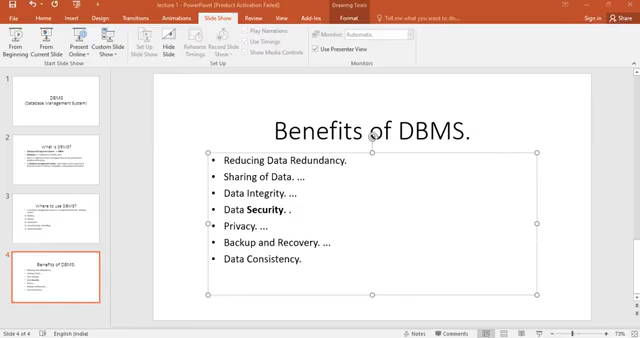 lecture 1 - PowerPoint (Product Activation Failed)
Drawing Tools
File Home Insert Design Transitions Animations Slide Show Review View Add-Ins Format Tell me what you want to do... Sign in Share
From Beginning
From Current Slide
Present Online
Custom Slide Show
Start Slide Show
Set Up Slide Show
Hide Slide
Rehearse Timings
Record Slide Show
Play Narrations
Use Timings
Show Media Controls
Set Up
Monitor: Automatic
Use Presenter View
Monitors
1
DBMS
(Database Management System)
2
What is DBMS?
3
Where to use DBMS?
4
Benefits of DBMS.
Benefits of DBMS.
• Reducing Data Redundancy.
• Sharing of Data. ...
• Data Integrity. ...
• Data Security. .
• Privacy. ...
• Backup and Recovery. ...
• Data Consistency.
Slide 4 of 4 English (India) Notes Comments 73%